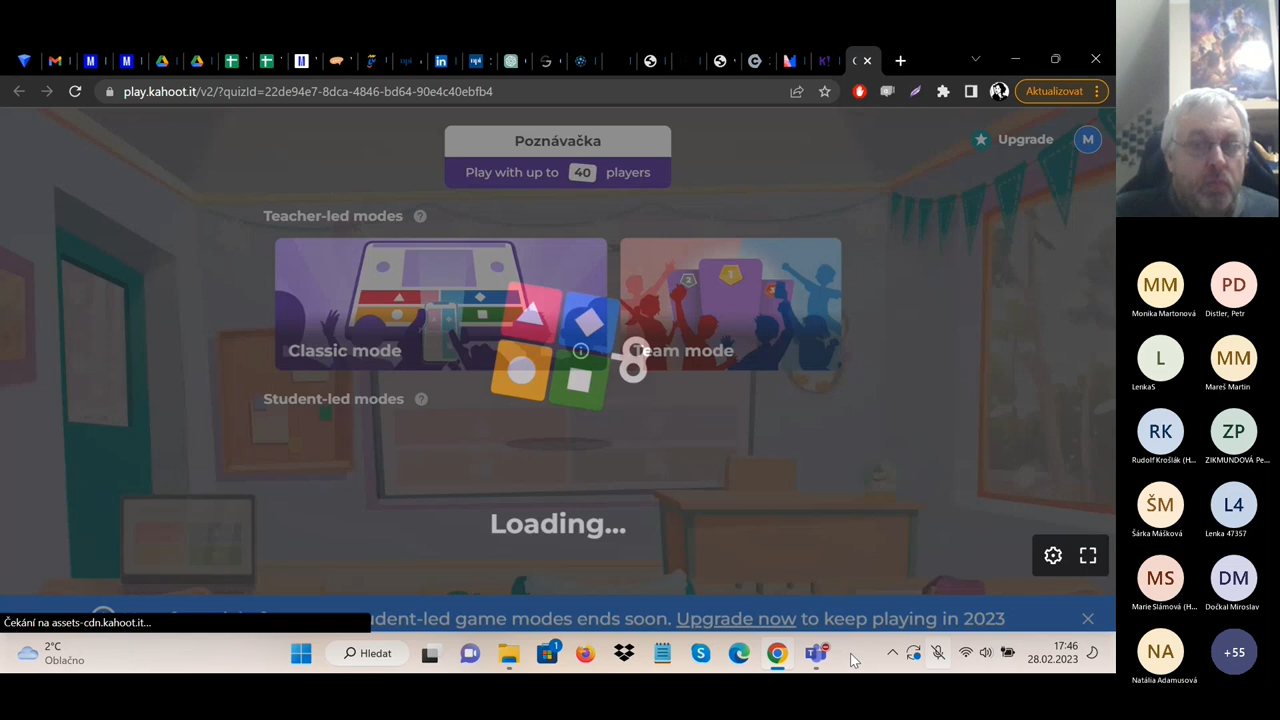 play.kahoot.it/v2/?quizId=22de94e7-8dca-4846-bd64-90e4c40ebfb4
Aktualizovat
Poznávačka
Play with up to 40 players
Upgrade
M
Teacher-led modes ?
Classic mode
Team mode
Student-led modes ?
Loading...
udent-led game modes ends soon. Upgrade now to keep playing in 2023
Čekání na assets-cdn.kahoot.it...
2°C
Oblačno
Hledat
17:46
28.02.2023
MM
Monika Martonová
PD
Distler, Petr
L
LenkaS
MM
Mareš Martin
RK
Rudolf Krošlák (H...
ZP
ZIKMUNDOVÁ Pe...
ŠM
Šárka Mášková
L4
Lenka 47357
MS
Marie Slámová (H...
DM
Dočkal Miroslav
NA
Natália Adamusová
+55